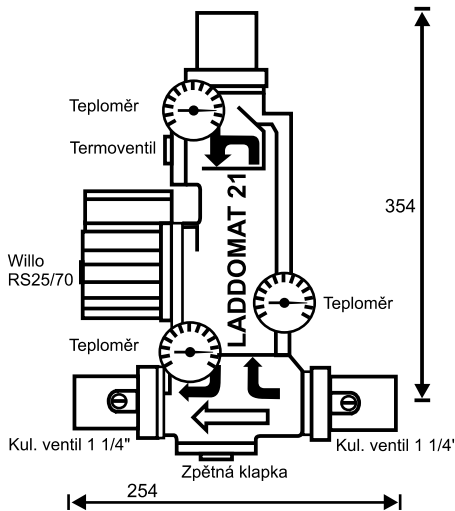 Teploměr
Termoventil
LADDOMAT 21
354
Willo
RS25/70
Teploměr
Teploměr
Kul. ventil 1 1/4"
Kul. ventil 1 1/4'
Zpětná klapka
254